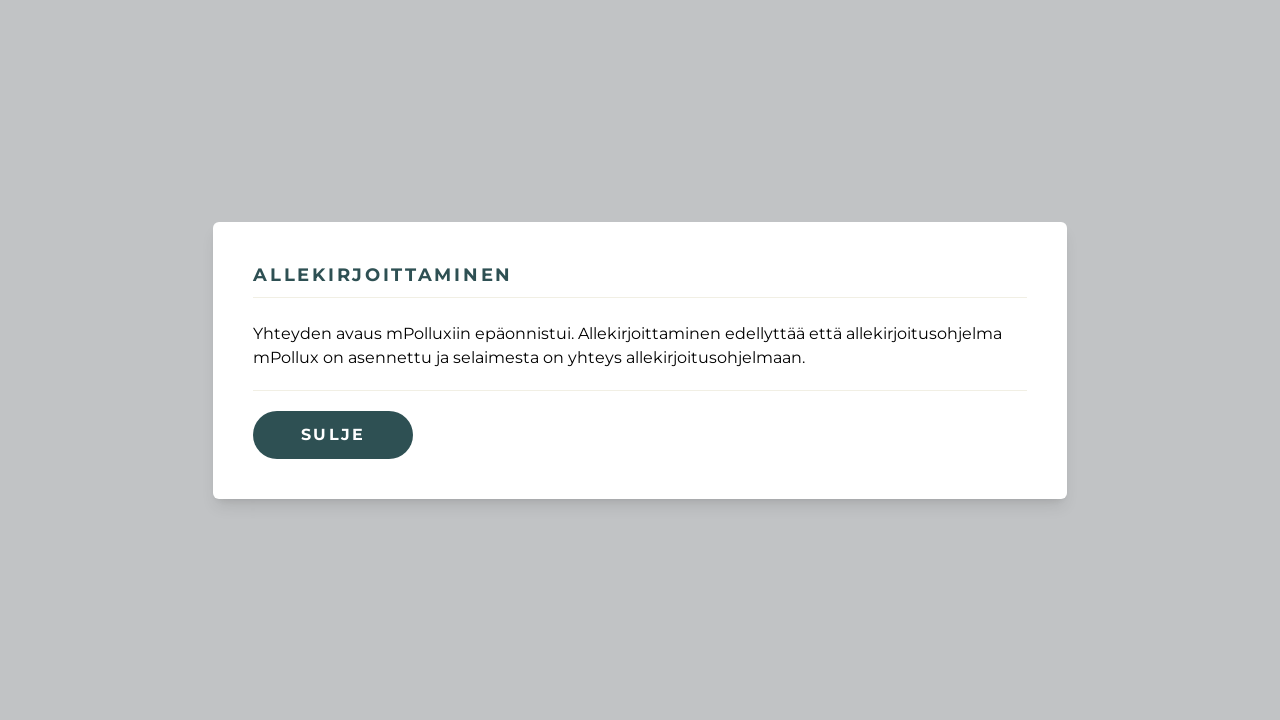 ALLEKIRJOITTAMINEN
Yhteyden avaus mPolluxiin epäonnistui. Allekirjoittaminen edellyttää että allekirjoitusohjelma
mPollux on asennettu ja selaimesta on yhteys allekirjoitusohjelmaan.
SULJE